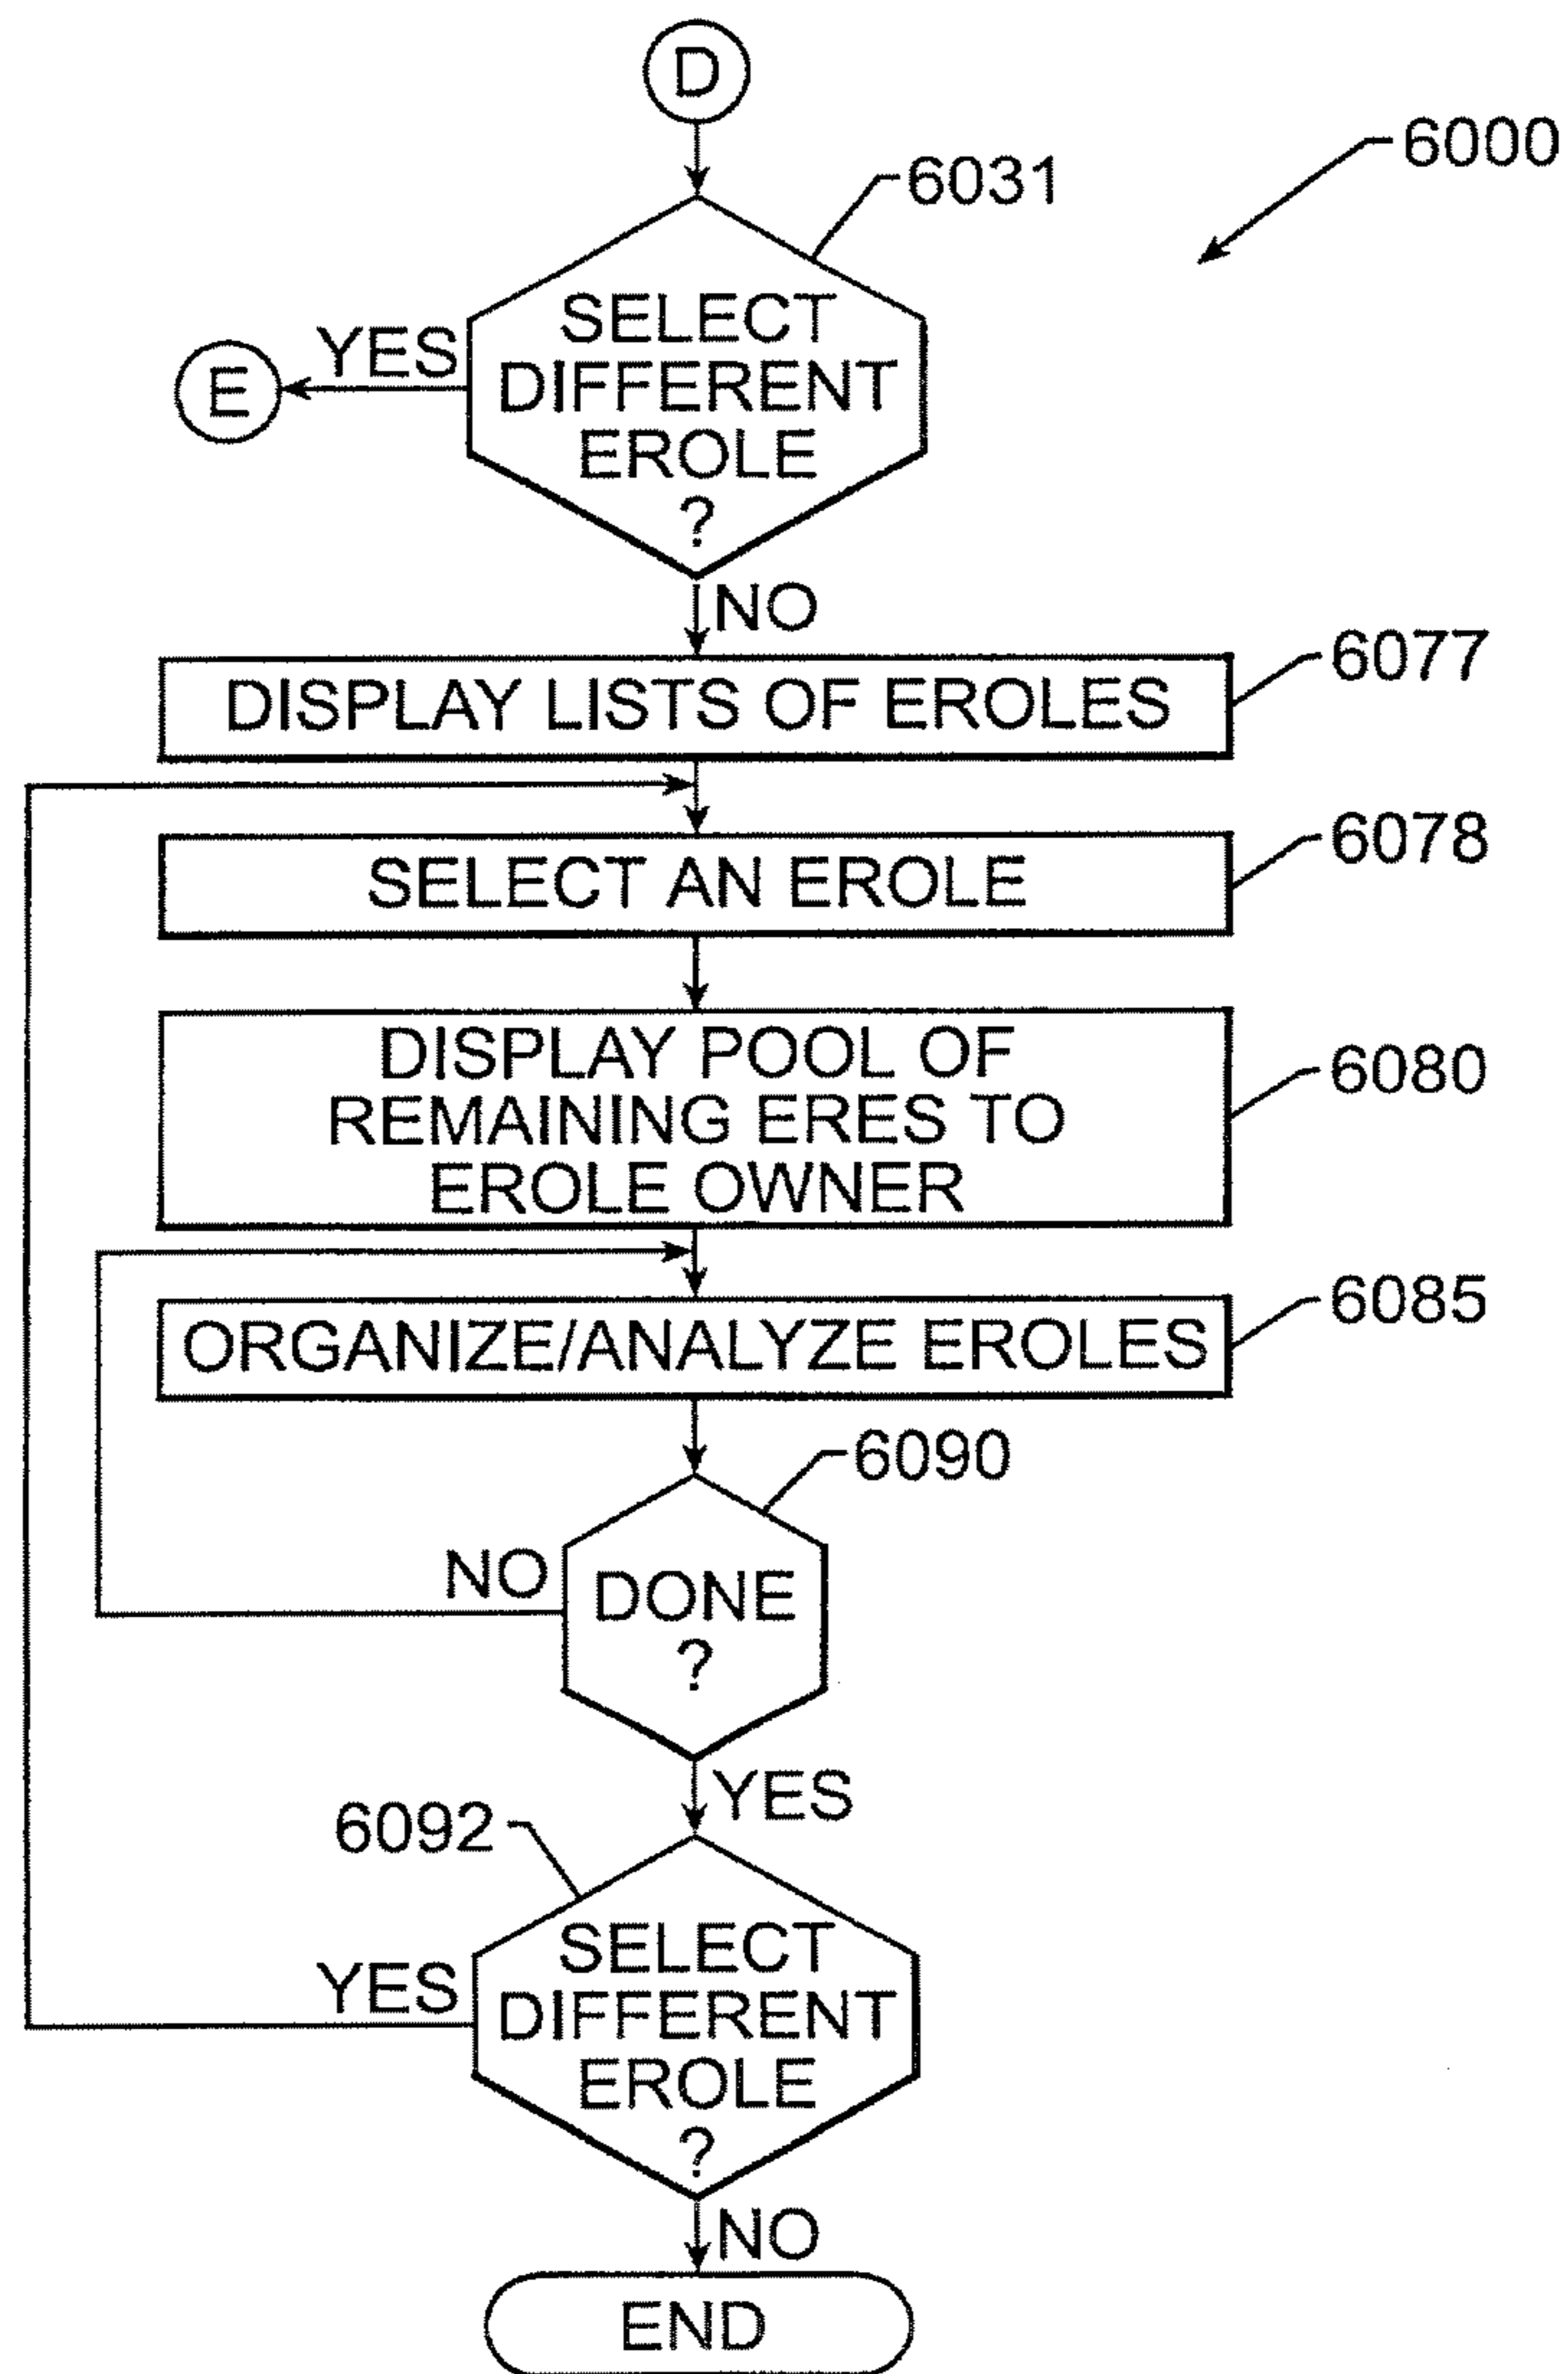 D
6000
6031
SELECT
DIFFERENT
EROLE
?
YES
E
NO
DISPLAY LISTS OF EROLES
6077
SELECT AN EROLE
6078
DISPLAY POOL OF
REMAINING ERES TO
EROLE OWNER
6080
ORGANIZE/ANALYZE EROLES
6085
6090
NO
DONE
?
YES
6092
SELECT
DIFFERENT
EROLE
?
YES
NO
END